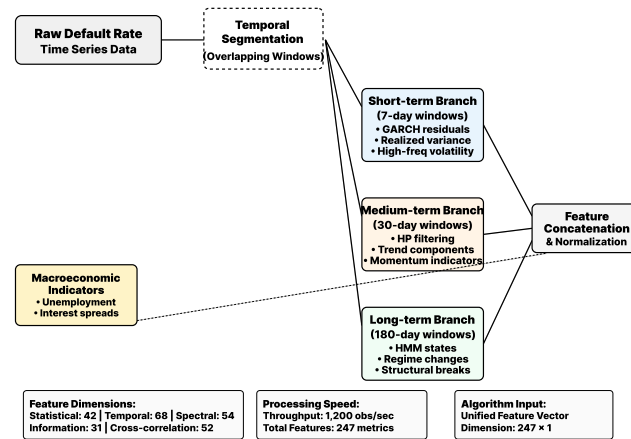 Raw Default Rate
Time Series Data
Temporal
Segmentation
(Overlapping Windows)
Short-term Branch
(7-day windows)
• GARCH residuals
• Realized variance
• High-freq volatility
Medium-term Branch
(30-day windows)
• HP filtering
• Trend components
• Momentum indicators
Feature
Concatenation
& Normalization
Macroeconomic
Indicators
• Unemployment
• Interest spreads
Long-term Branch
(180-day windows)
• HMM states
• Regime changes
• Structural breaks
Feature Dimensions:
Statistical: 42 | Temporal: 68 | Spectral: 54
Information: 31 | Cross-correlation: 52
Processing Speed:
Throughput: 1,200 obs/sec
Total Features: 247 metrics
Algorithm Input:
Unified Feature Vector
Dimension: 247 × 1